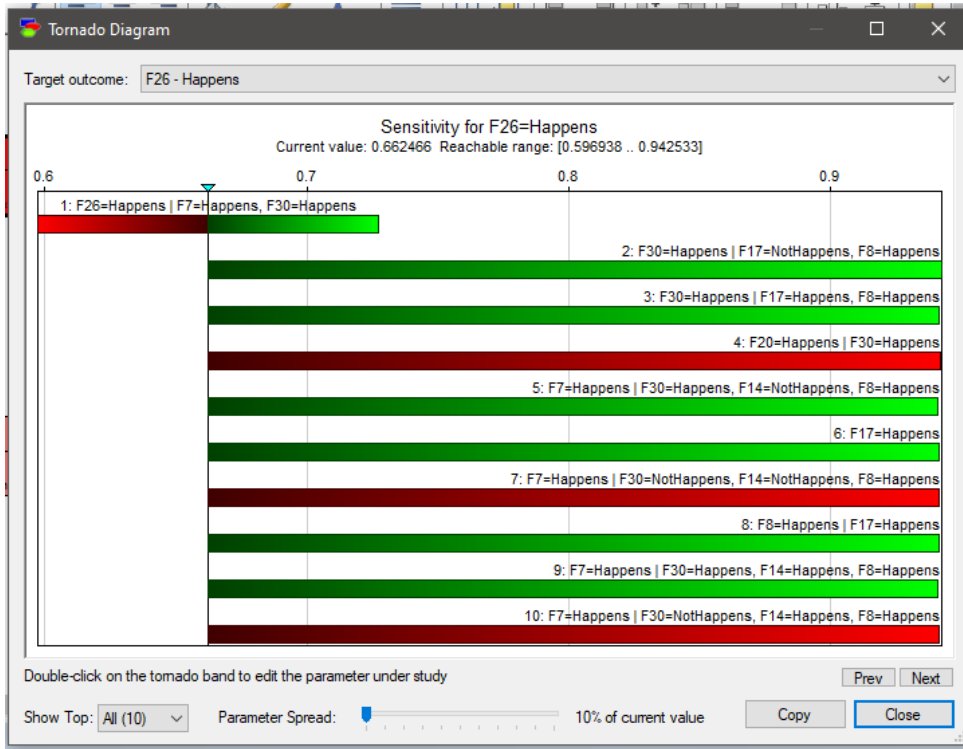 Tornado Diagram
Target outcome: F26 - Happens
Sensitivity for F26=Happens
Current value: 0.662466 Reachable range: [0.596938 .. 0.942533]
0.6 0.7 0.8 0.9
1: F26=Happens | F7=Happens, F30=Happens
2: F30=Happens | F17=NotHappens, F8=Happens
3: F30=Happens | F17=Happens, F8=Happens
4: F20=Happens | F30=Happens
5: F7=Happens | F30=Happens, F14=NotHappens, F8=Happens
6: F17=Happens
7: F7=Happens | F30=NotHappens, F14=NotHappens, F8=Happens
8: F8=Happens | F17=Happens
9: F7=Happens | F30=Happens, F14=Happens, F8=Happens
10: F7=Happens | F30=NotHappens, F14=Happens, F8=Happens
Double-click on the tornado band to edit the parameter under study
Prev Next
Show Top: All (10) Parameter Spread: 10% of current value Copy Close